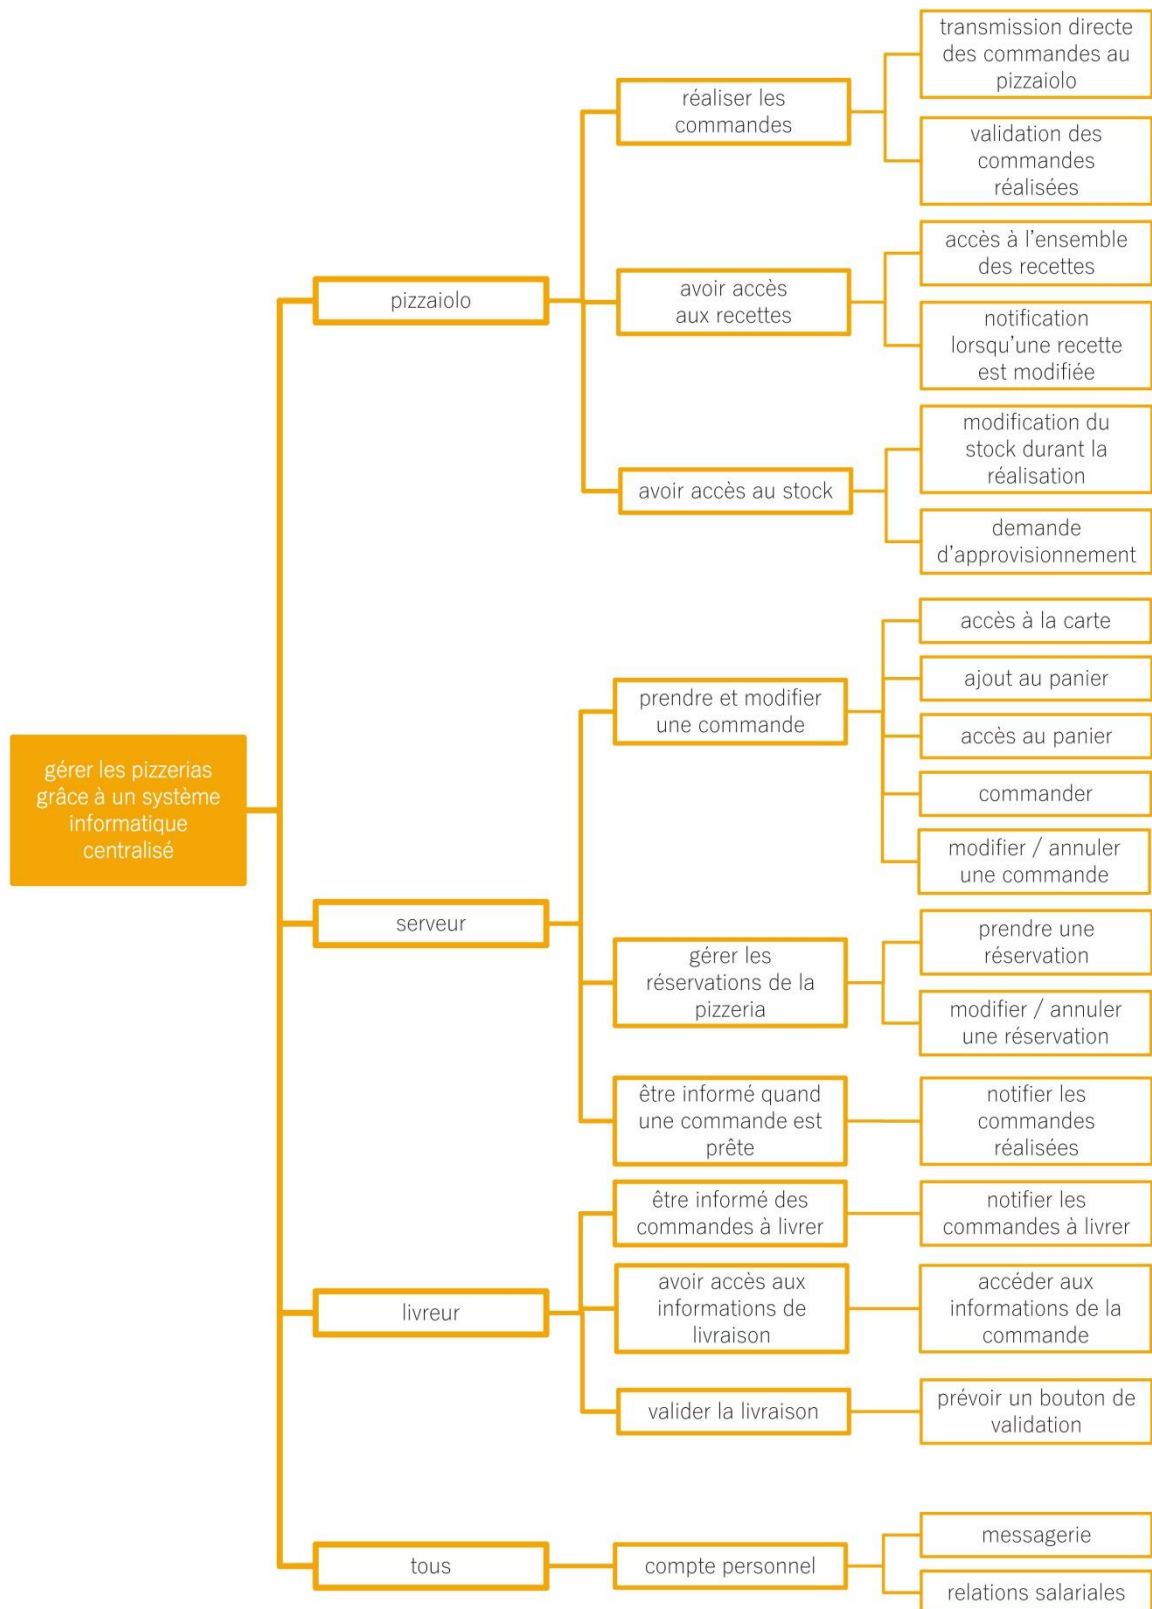 transmission directe
des commandes au
pizzaiolo
réaliser les
commandes
validation des
commandes
réalisées
accès à l'ensemble
des recettes
pizzaiolo
avoir accès
aux recettes
notification
lorsqu'une recette
est modifiée
modification du
stock durant la
réalisation
avoir accès au stock
demande
d'approvisionnement
accès à la carte
prendre et modifier
une commande
ajout au panier
accès au panier
gérer les pizzerias
grâce à un système
informatique
centralisé
commander
modifier / annuler
une commande
serveur
prendre une
réservation
gérer les
réservations de la
pizzeria
modifier / annuler
une réservation
être informé quand
une commande est
prête
notifier les
commandes
réalisées
être informé des
commandes à livrer
notifier les
commandes à livrer
livreur
avoir accès aux
informations de
livraison
accéder aux
informations de la
commande
valider la livraison
prévoir un bouton de
validation
tous
compte personnel
messagerie
relations salariales